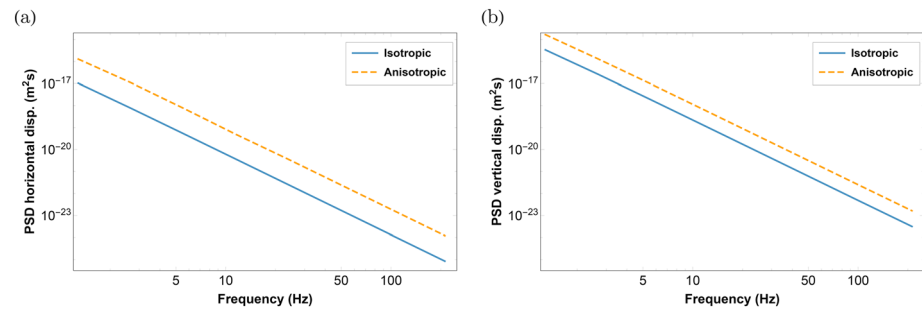 (a)
PSD horizontal disp. (m²s)
10⁻¹⁷
10⁻²⁰
10⁻²³
Isotropic
Anisotropic
5 10 50 100
Frequency (Hz)
(b)
PSD vertical disp. (m²s)
10⁻¹⁷
10⁻²⁰
10⁻²³
Isotropic
Anisotropic
5 10 50 100
Frequency (Hz)